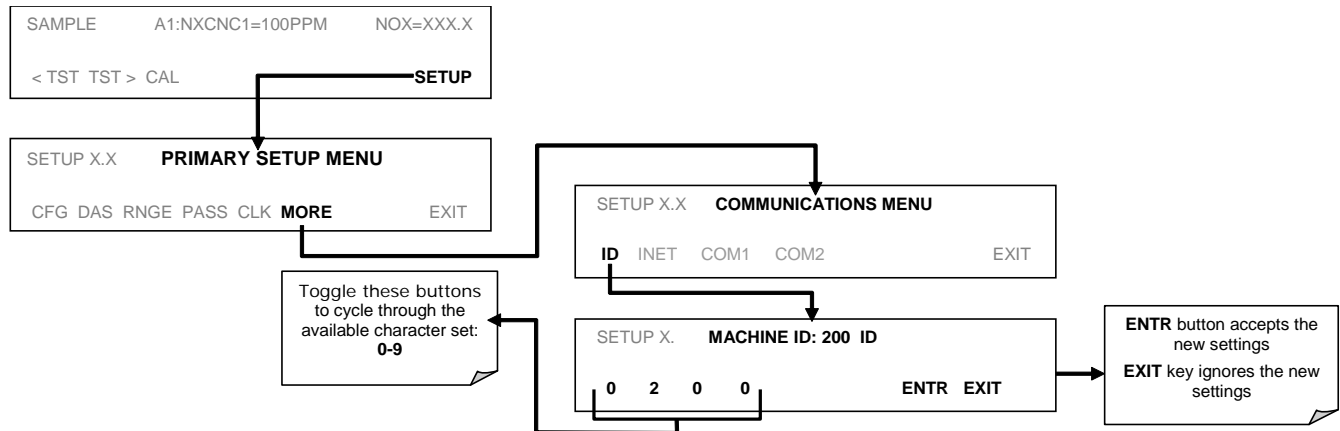 SAMPLE A1:NXCNC1=100PPM NOX=XXX.X
< TST TST > CAL SETUP
SETUP X.X PRIMARY SETUP MENU
CFG DAS RNGE PASS CLK MORE EXIT
SETUP X.X COMMUNICATIONS MENU
ID INET COM1 COM2 EXIT
Toggle these buttons
to cycle through the
available character set:
0-9
SETUP X. MACHINE ID: 200 ID
0 2 0 0 ENTR EXIT
ENTR button accepts the
new settings
EXIT key ignores the new
settings